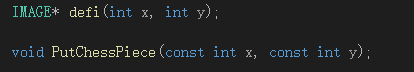 IMAGE* defi(int x, int y);
void PutChessPiece(const int x, const int y);